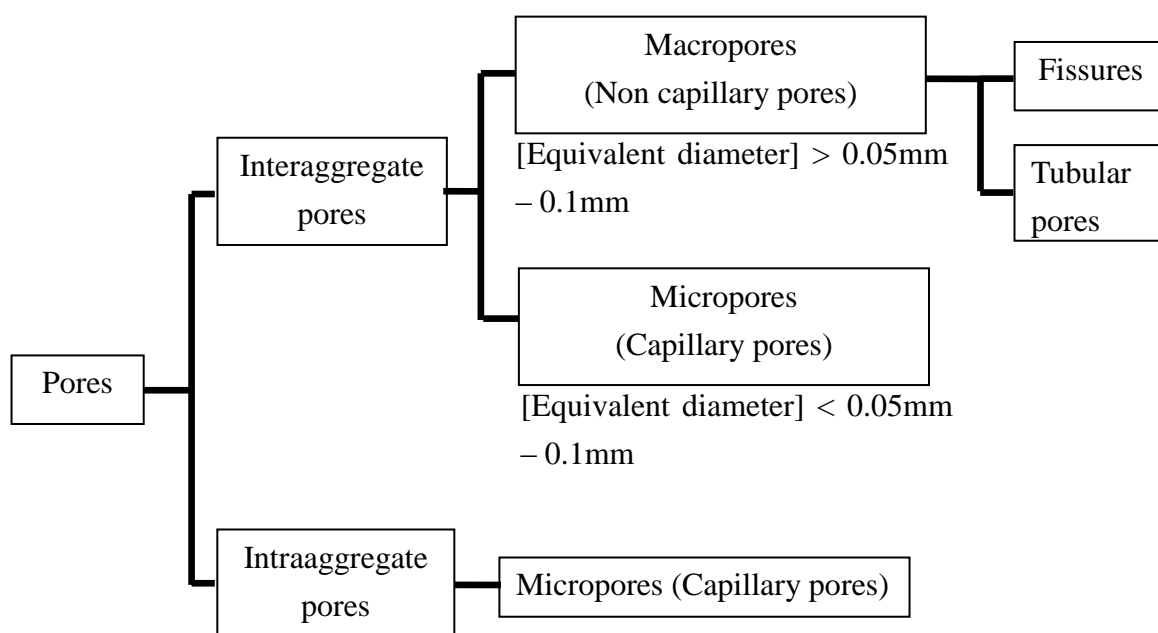 Macropores
(Non capillary pores)
[Equivalent diameter] > 0.05mm
– 0.1mm
Fissures
Tubular
pores
Interaggregate
pores
Micropores
(Capillary pores)
[Equivalent diameter] < 0.05mm
– 0.1mm
Pores
Intraaggregate
pores
Micropores (Capillary pores)